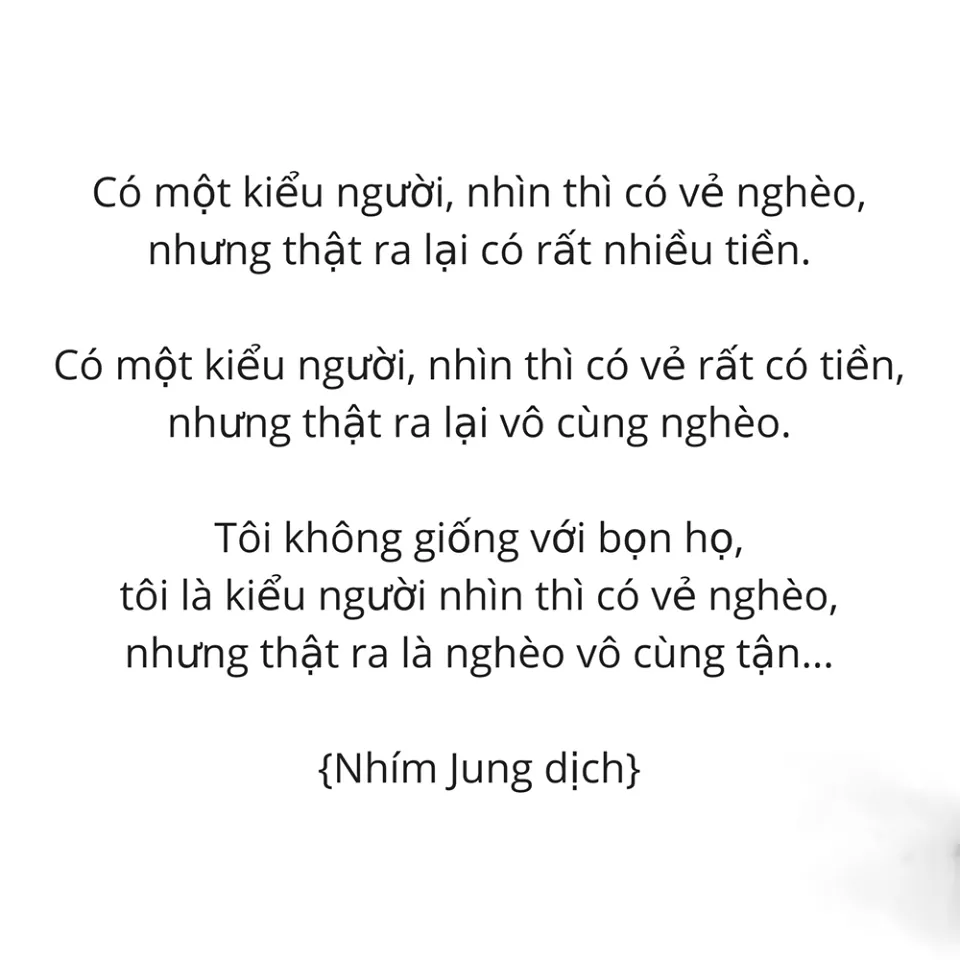 Có một kiểu người, nhìn thì có vẻ nghèo,
nhưng thật ra lại có rất nhiều tiền.
Có một kiểu người, nhìn thì có vẻ rất có tiền,
nhưng thật ra lại vô cùng nghèo.
Tôi không giống với bọn họ,
tôi là kiểu người nhìn thì có vẻ nghèo,
nhưng thật ra là nghèo vô cùng tận...
{Nhím Jung dịch}